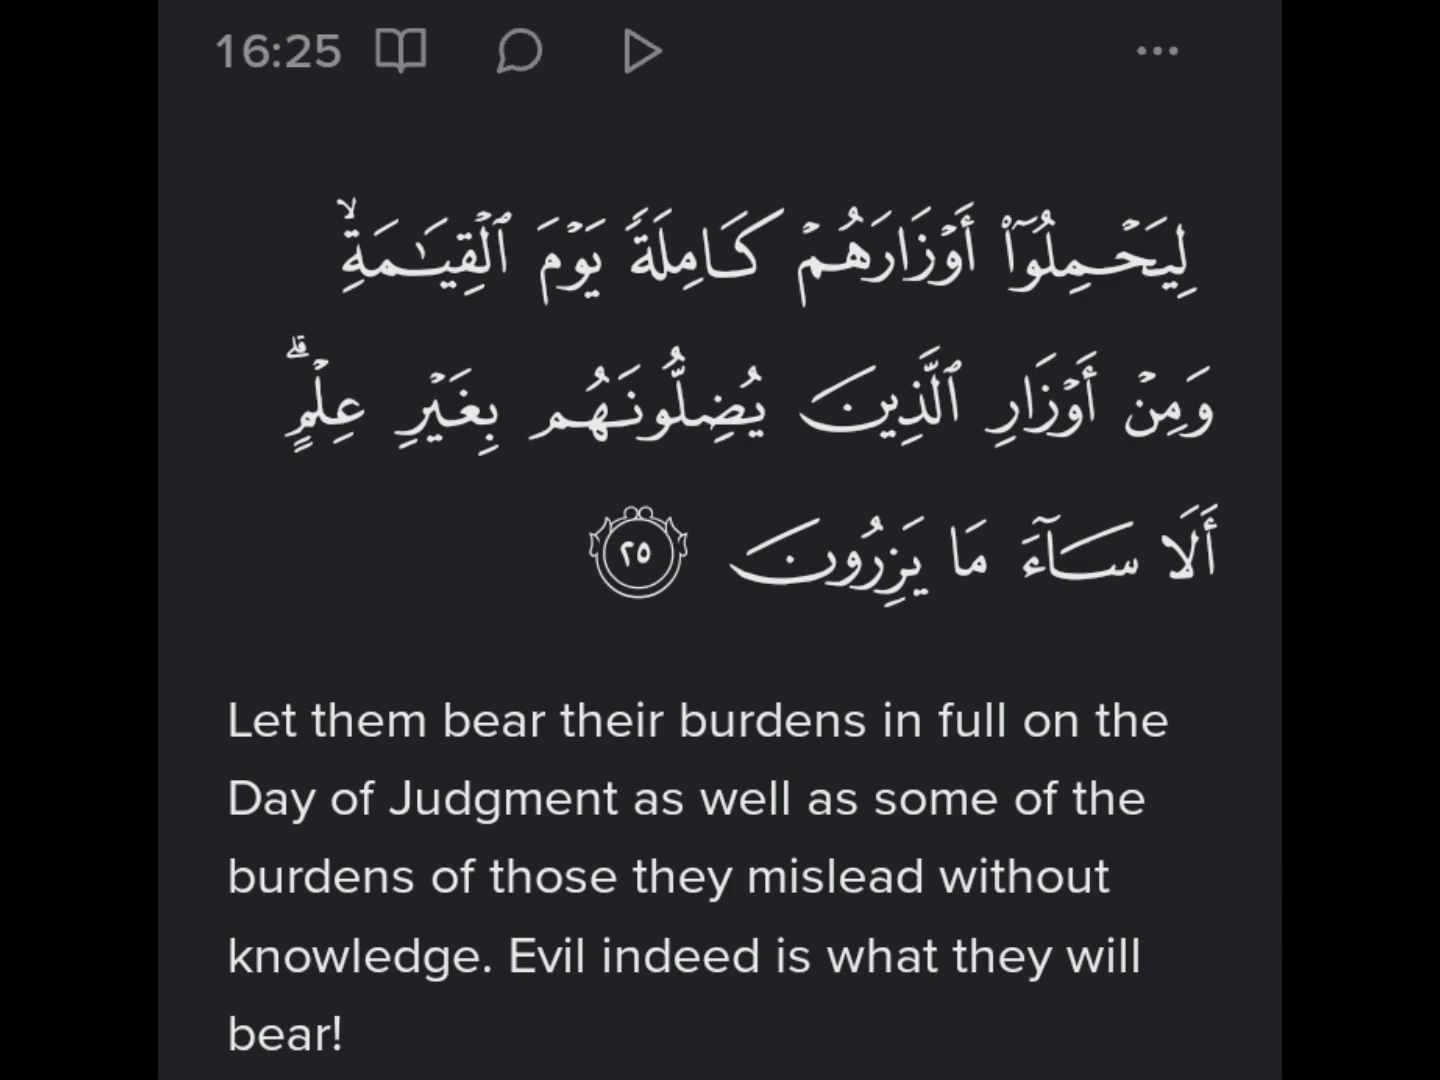 16:25
لِيَحْمِلُوٓا۟ أَوْزَارَهُمْ كَامِلَةًۭ يَوْمَ ٱلْقِيَـٰمَةِ ۙ
وَمِنْ أَوْزَارِ ٱلَّذِينَ يُضِلُّونَهُم بِغَيْرِ عِلْمٍ ۗ
أَلَا سَآءَ مَا يَزِرُونَ ٢٥
Let them bear their burdens in full on the
Day of Judgment as well as some of the
burdens of those they mislead without
knowledge. Evil indeed is what they will
bear!